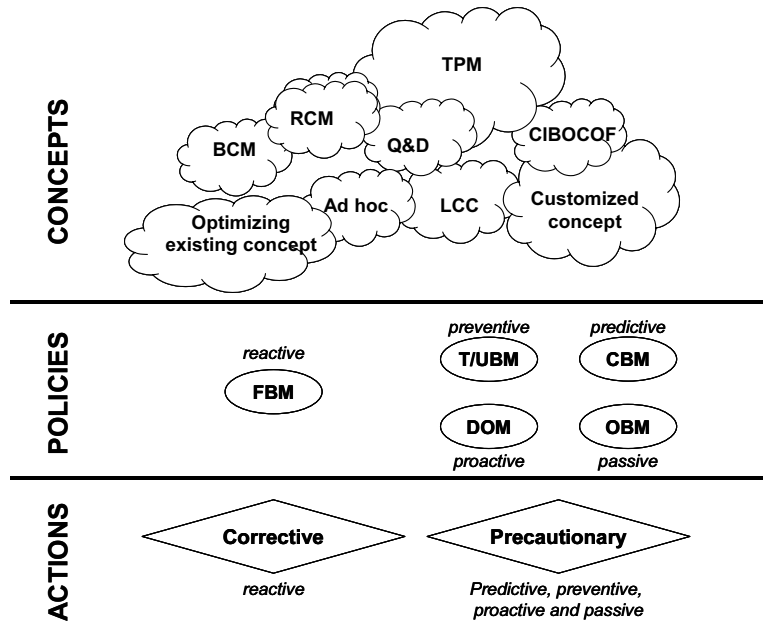 CONCEPTS
TPM
RCM
Q&D
CIBOCOF
BCM
Ad hoc
LCC
Customized
concept
Optimizing
existing concept
POLICIES
reactive
FBM
preventive
T/UBM
predictive
CBM
DOM
proactive
OBM
passive
ACTIONS
Corrective
reactive
Precautionary
Predictive, preventive,
proactive and passive